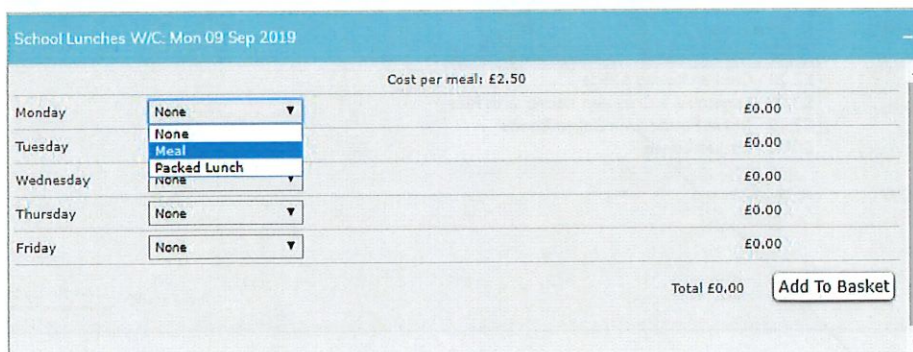 School Lunches W/C: Mon 09 Sep 2019
Cost per meal: £2.50
Monday None ▼ £0.00
None
Tuesday Meal £0.00
Packed Lunch
Wednesday None ▼ £0.00
Thursday None ▼ £0.00
Friday None ▼ £0.00
Total £0.00 Add To Basket